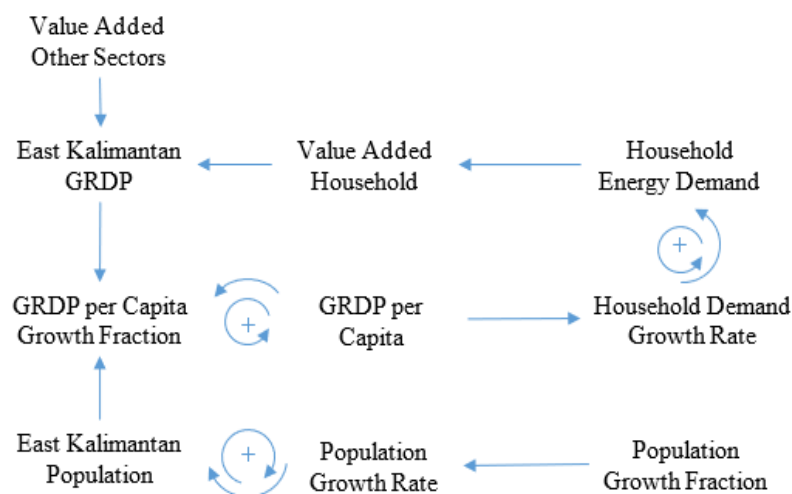 Value Added
Other Sectors
East Kalimantan
GRDP
Value Added
Household
Household
Energy Demand
GRDP per Capita
Growth Fraction
+
GRDP per
Capita
+
Household Demand
Growth Rate
East Kalimantan
Population
+
Population
Growth Rate
Population
Growth Fraction